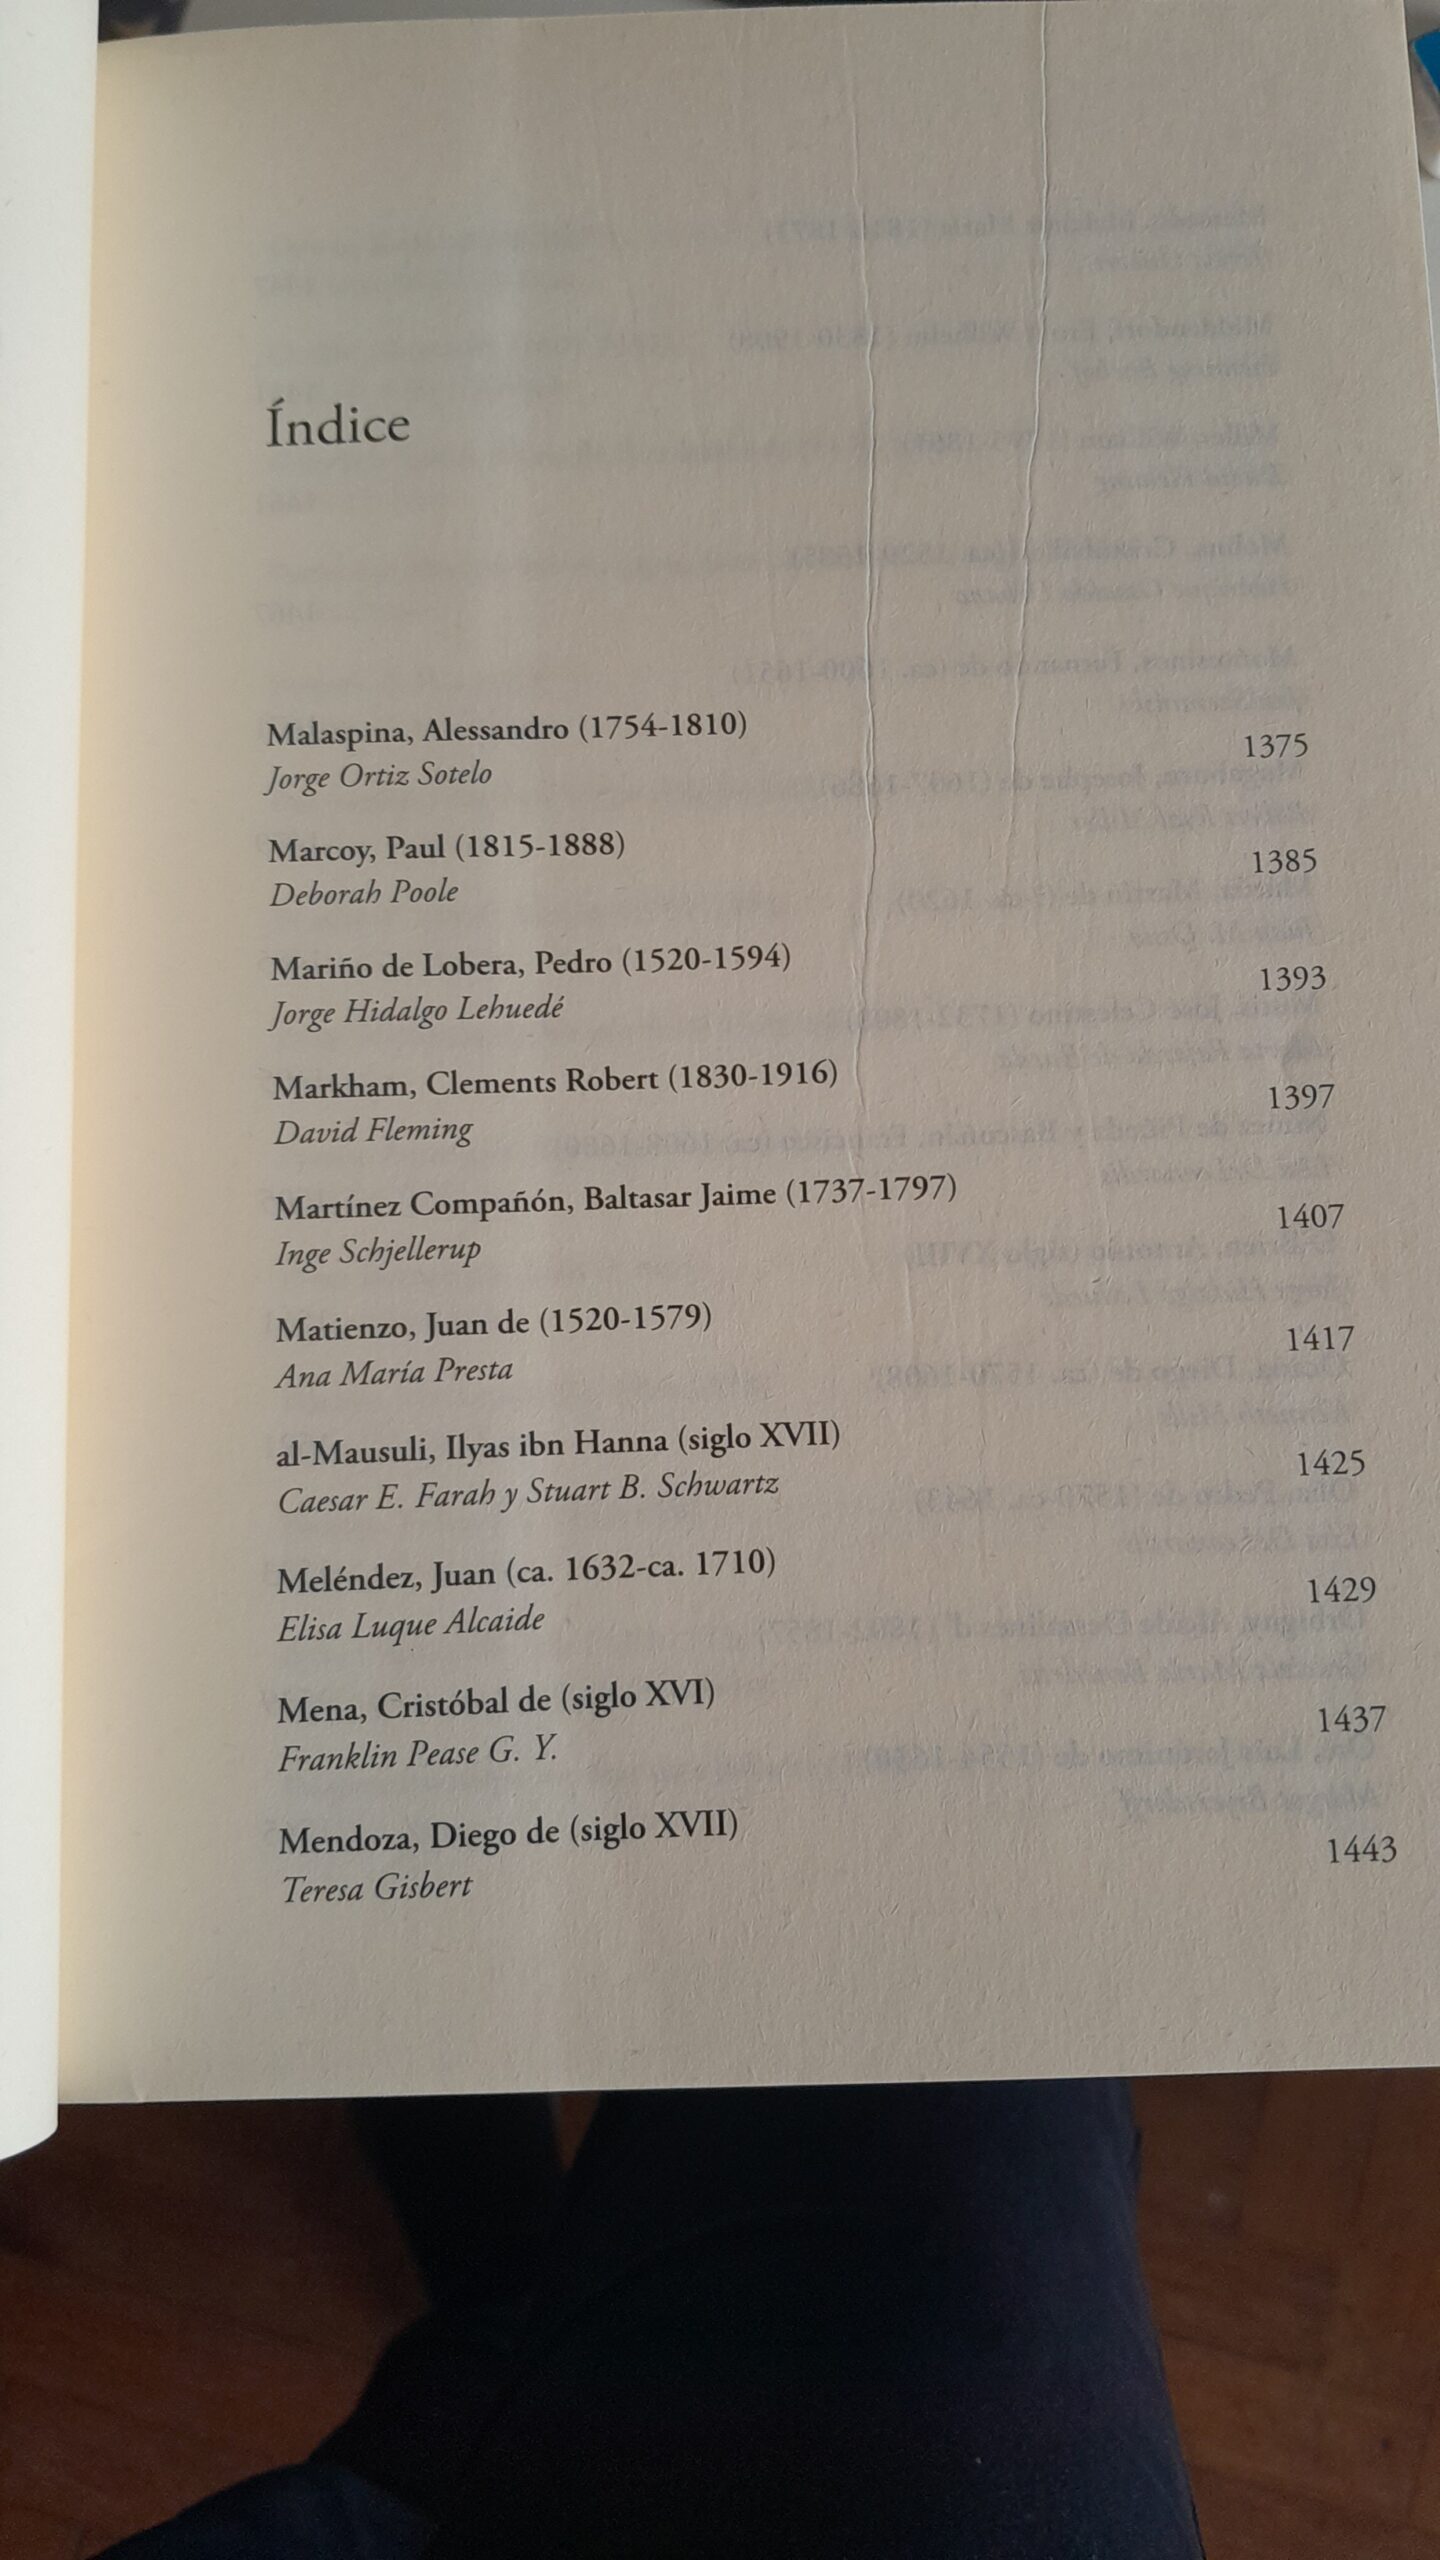 Índice
Malaspina, Alessandro (1754-1810) 1375
Jorge Ortiz Sotelo
Marcoy, Paul (1815-1888) 1385
Deborah Poole
Mariño de Lobera, Pedro (1520-1594) 1393
Jorge Hidalgo Lehuedé
Markham, Clements Robert (1830-1916) 1397
David Fleming
Martínez Compañón, Baltasar Jaime (1737-1797) 1407
Inge Schjellerup
Matienzo, Juan de (1520-1579) 1417
Ana María Presta
al-Mausuli, Ilyas ibn Hanna (siglo XVII) 1425
Caesar E. Farah y Stuart B. Schwartz
Meléndez, Juan (ca. 1632-ca. 1710) 1429
Elisa Luque Alcaide
Mena, Cristóbal de (siglo XVI) 1437
Franklin Pease G. Y.
Mendoza, Diego de (siglo XVII) 1443
Teresa Gisbert